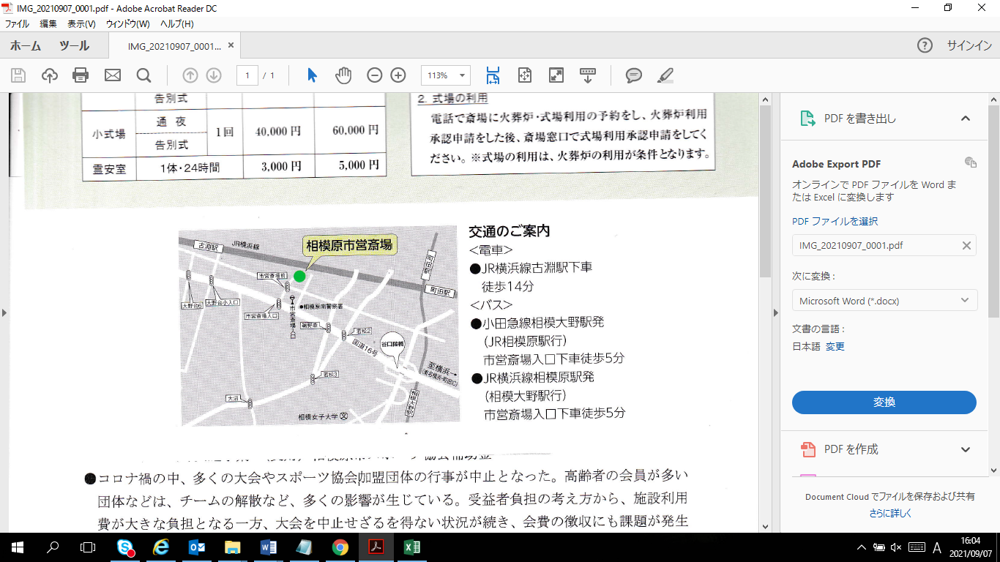 IMG_20210907_0001.pdf - Adobe Acrobat Reader DC
ファイル 編集 表示(V) ウィンドウ(W) ヘルプ(H)
ホーム ツール IMG_20210907_0001... × サインイン
1 / 1 113%
告別式
小式場 通夜 告別式 1回 40,000円 60,000円
霊安室 1体・24時間 3,000円 5,000円
2. 式場の利用
電話で斎場に火葬炉・式場利用の予約をし、火葬炉利用
承認申請をした後、斎場窓口で式場利用承認申請をしてく
ださい。※式場の利用は、火葬炉の利用が条件となります。
古淵駅
JR横浜線
相模原市営斎場
町田駅
町田駅
市営斎場前
大野台6
大野台小入口
市営斎場入口
市営斎場入口
●相模原南警察署
若松2
国道16号
谷口陸橋
至横浜→
(東名横浜・町田IC)
若松3
大沼
相模大野駅
相模女子大学 文
交通のご案内
<電車>
●JR横浜線古淵駅下車
徒歩14分
<バス>
●小田急線相模大野駅発
(JR相模原駅行)
市営斎場入口下車徒歩5分
●JR横浜線相模原駅発
(相模大野駅行)
市営斎場入口下車徒歩5分
●コロナ禍の中、多くの大会やスポーツ協会加盟団体の行事が中止となった。高齢者の会員が多い
団体などは、チームの解散など、多くの影響が生じている。受益者負担の考え方から、施設利用
費が大きな負担となる一方、大会を中止せざるを得ない状況が続き、会費の徴収にも課題が発生
PDF を書き出し
Adobe Export PDF
オンラインで PDF ファイルを Word ま
たは Excel に変換します
PDF ファイルを選択
IMG_20210907_0001.pdf
次に変換 :
Microsoft Word (*.docx)
文書の言語 :
日本語 変更
変換
PDF を作成
Document Cloud でファイルを保存および共有
さらに詳しく
A
16:04
2021/09/07